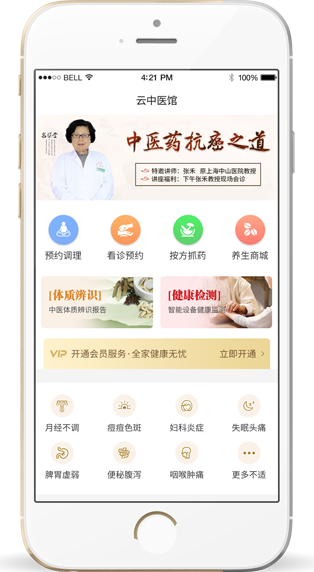 BELL
4:21 PM
100%
云中医馆
中医药抗癌之道
特邀讲师：张禾 原上海中山医院教授
讲座福利：下午张禾教授现场会诊
预约调理
看诊预约
按方抓药
养生商城
[体质辨识]
中医体质辨识报告
[健康检测]
智能设备健康监测
VIP 开通会员服务·全家健康无忧 立即开通 >
月经不调
痘痘色斑
妇科炎症
失眠头痛
脾胃虚弱
便秘腹泻
咽喉肿痛
更多不适